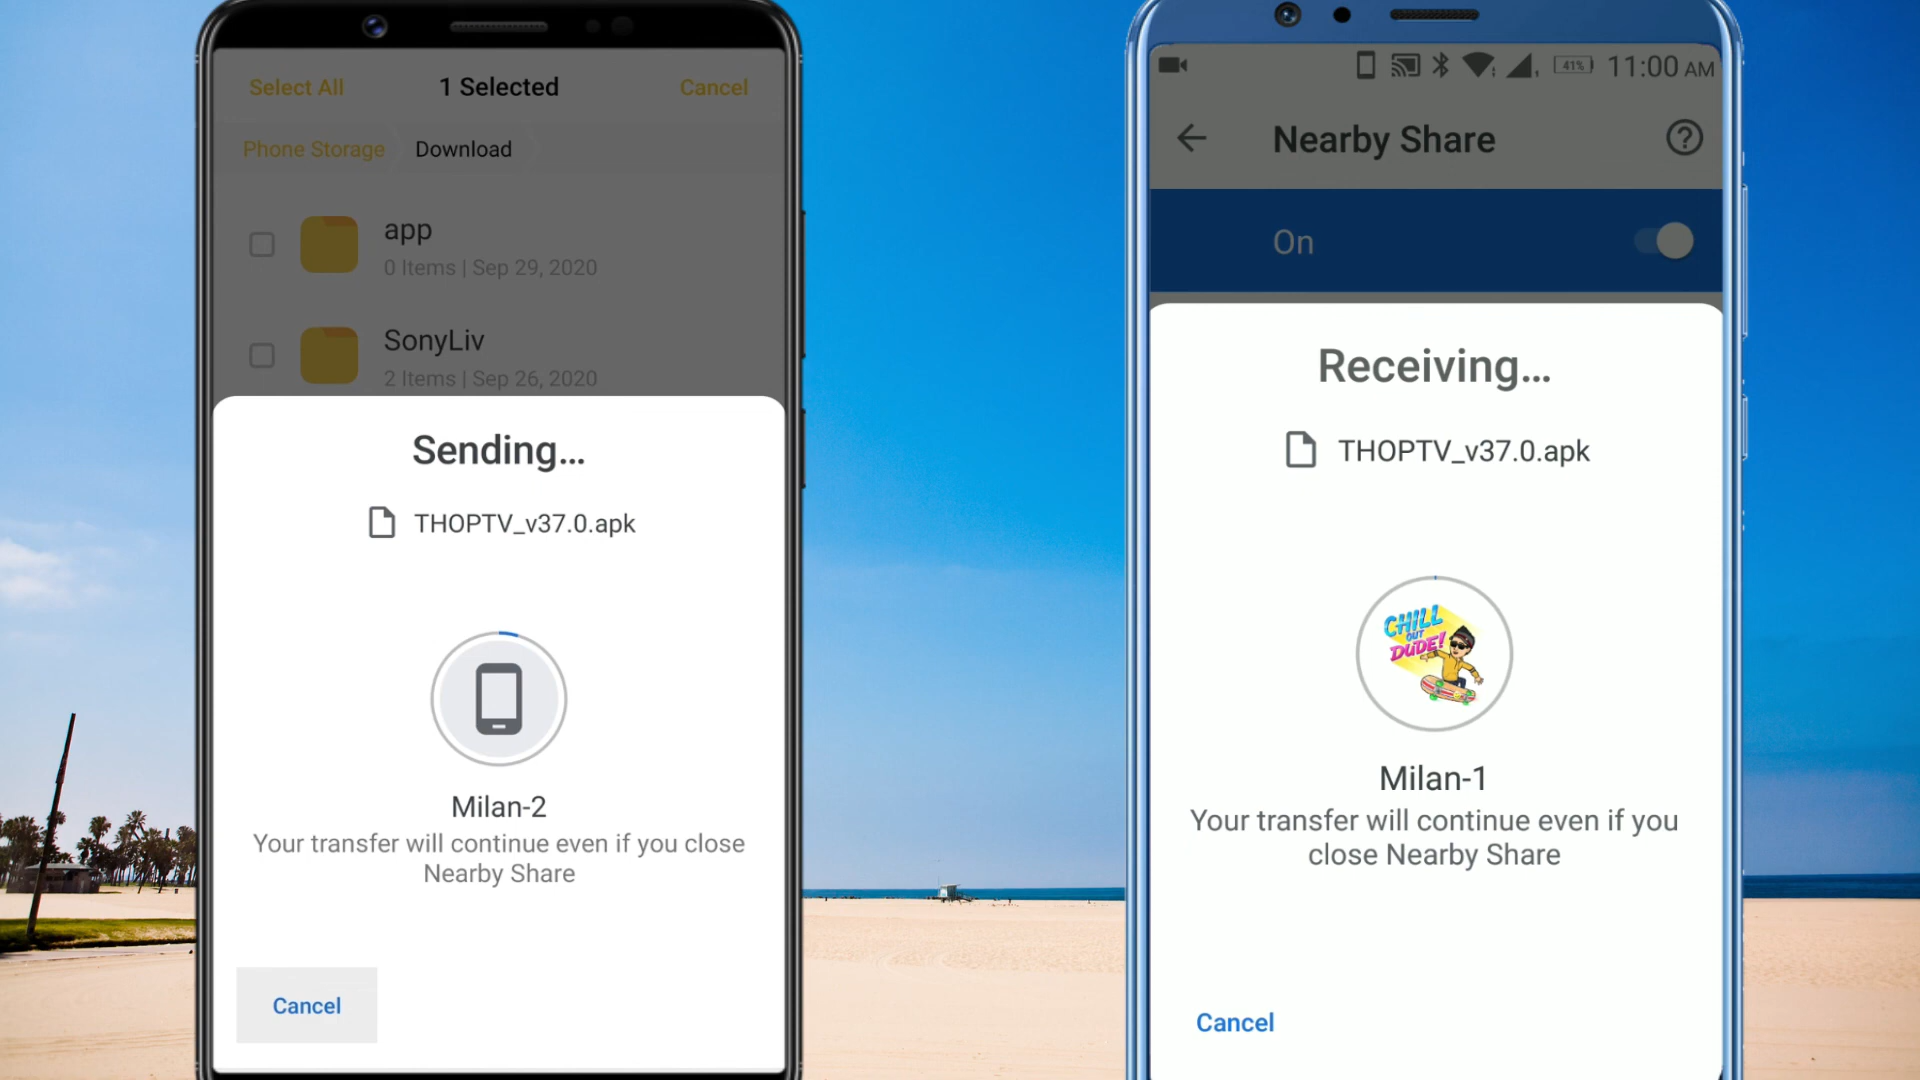 Select All
1 Selected
Cancel
Phone Storage
Download
app
0 Items | Sep 29, 2020
SonyLiv
2 Items | Sep 26, 2020
Sending...
THOPTV_v37.0.apk
Milan-2
Your transfer will continue even if you close
Nearby Share
Cancel
41%
11:00 AM
Nearby Share
On
Receiving...
THOPTV_v37.0.apk
CHILL
OUT
DUDE!
Milan-1
Your transfer will continue even if you
close Nearby Share
Cancel